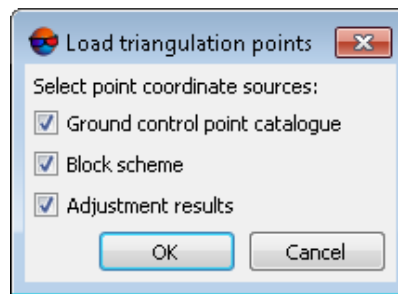 Load triangulation points
Select point coordinate sources:
Ground control point catalogue
Block scheme
Adjustment results
OK Cancel